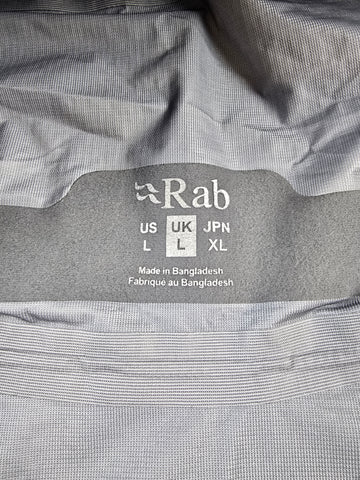 Rab
US UK JPN
L L XL
Made in Bangladesh
Fabriqué au Bangladesh